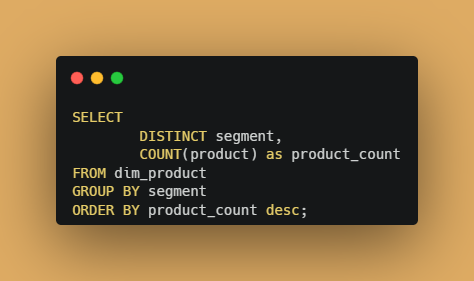 SELECT
DISTINCT segment,
COUNT(product) as product_count
FROM dim_product
GROUP BY segment
ORDER BY product_count desc;